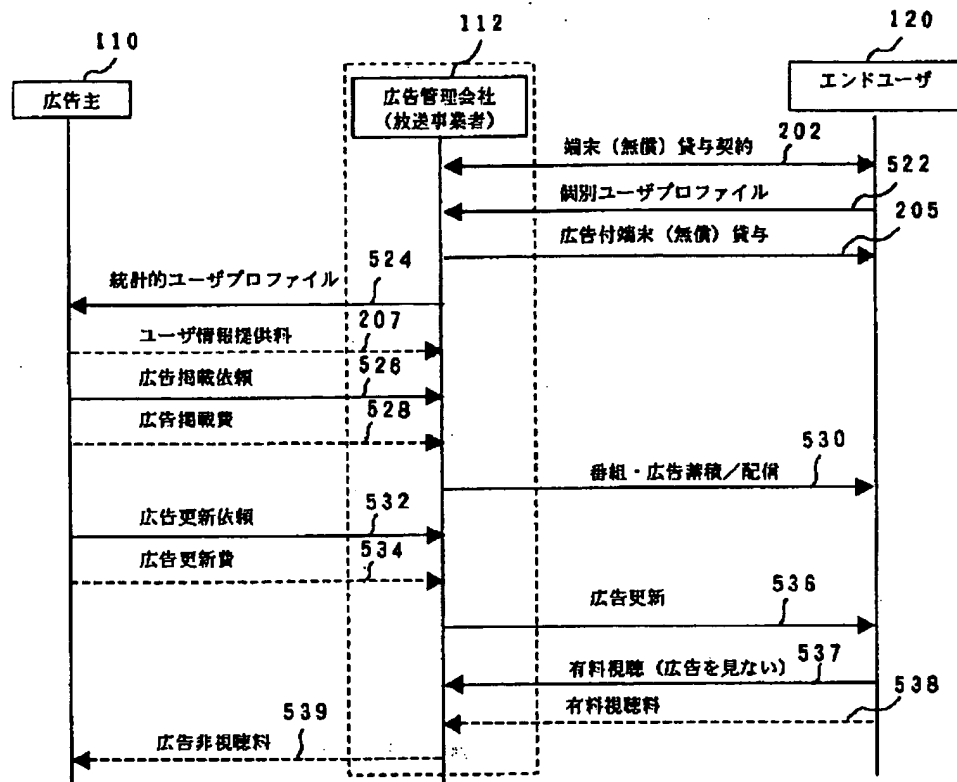 110
112
120
広告主
広告管理会社
(放送事業者)
エンドユーザ
端末(無償)貸与契約
202
522
個別ユーザプロファイル
205
広告付端末(無償)貸与
524
統計的ユーザプロファイル
207
ユーザ情報提供料
526
広告掲載依頼
528
広告掲載費
530
番組・広告蓄積/配信
532
広告更新依頼
534
広告更新費
536
広告更新
537
有料視聴(広告を見ない)
538
有料視聴料
539
広告非視聴料